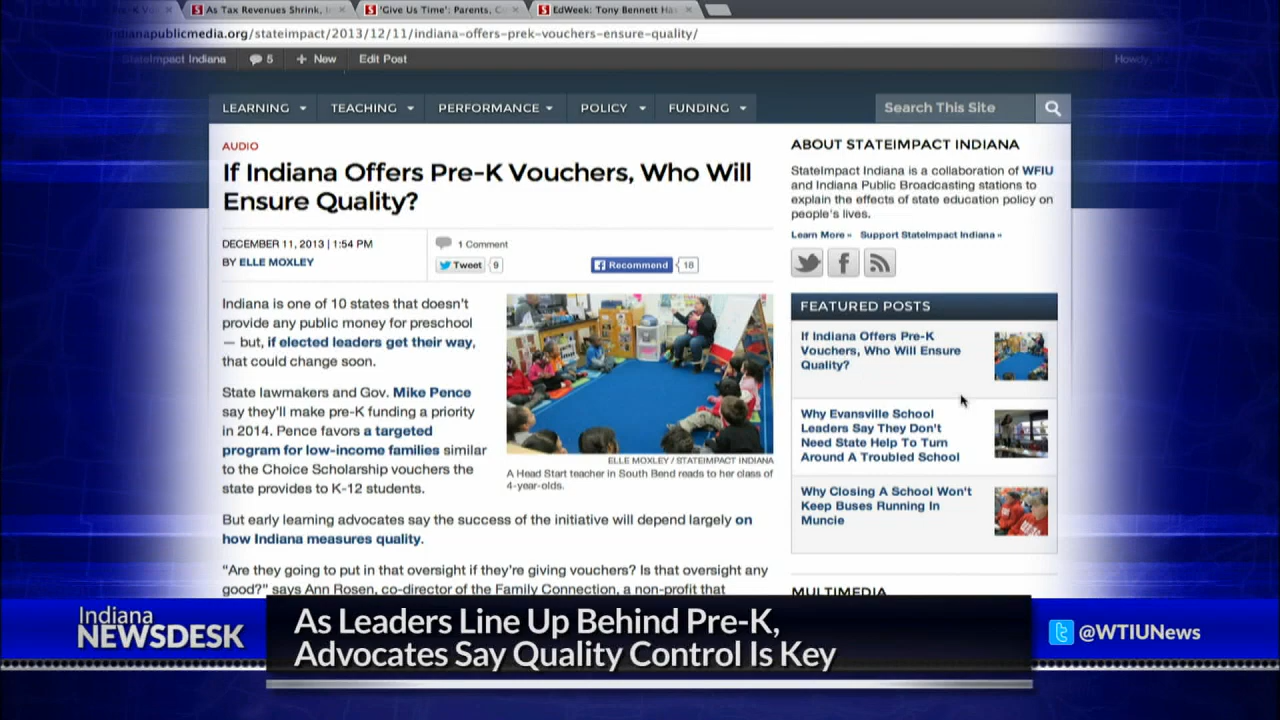 As Tax Revenues Shrink,
'Give Us Time': Parents,
EdWeek: Tony Bennett Ha
dianapublicmedia.org/stateimpact/2013/12/11/indiana-offers-prek-vouchers-ensure-quality/
StateImpact Indiana 5 + New Edit Post
Howdy,
LEARNING TEACHING PERFORMANCE POLICY FUNDING Search This Site
AUDIO
If Indiana Offers Pre-K Vouchers, Who Will
Ensure Quality?
DECEMBER 11, 2013 | 1:54 PM
BY ELLE MOXLEY
1 Comment
Tweet 9
Recommend 18
Indiana is one of 10 states that doesn't
provide any public money for preschool
— but, if elected leaders get their way,
that could change soon.
State lawmakers and Gov. Mike Pence
say they'll make pre-K funding a priority
in 2014. Pence favors a targeted
program for low-income families similar
to the Choice Scholarship vouchers the
state provides to K-12 students.
ELLE MOXLEY / STATEIMPACT INDIANA
A Head Start teacher in South Bend reads to her class of
4-year-olds.
But early learning advocates say the success of the initiative will depend largely on
how Indiana measures quality.
"Are they going to put in that oversight if they're giving vouchers? Is that oversight any
good?" says Ann Rosen, co-director of the Family Connection, a non-profit that
ABOUT STATEIMPACT INDIANA
StateImpact Indiana is a collaboration of WFIU
and Indiana Public Broadcasting stations to
explain the effects of state education policy on
people's lives.
Learn More » Support StateImpact Indiana »
FEATURED POSTS
If Indiana Offers Pre-K
Vouchers, Who Will Ensure
Quality?
Why Evansville School
Leaders Say They Don't
Need State Help To Turn
Around A Troubled School
Why Closing A School Won't
Keep Buses Running In
Muncie
MULTIMEDIA
Indiana
NEWSDESK
As Leaders Line Up Behind Pre-K,
Advocates Say Quality Control Is Key
@WTIUNews